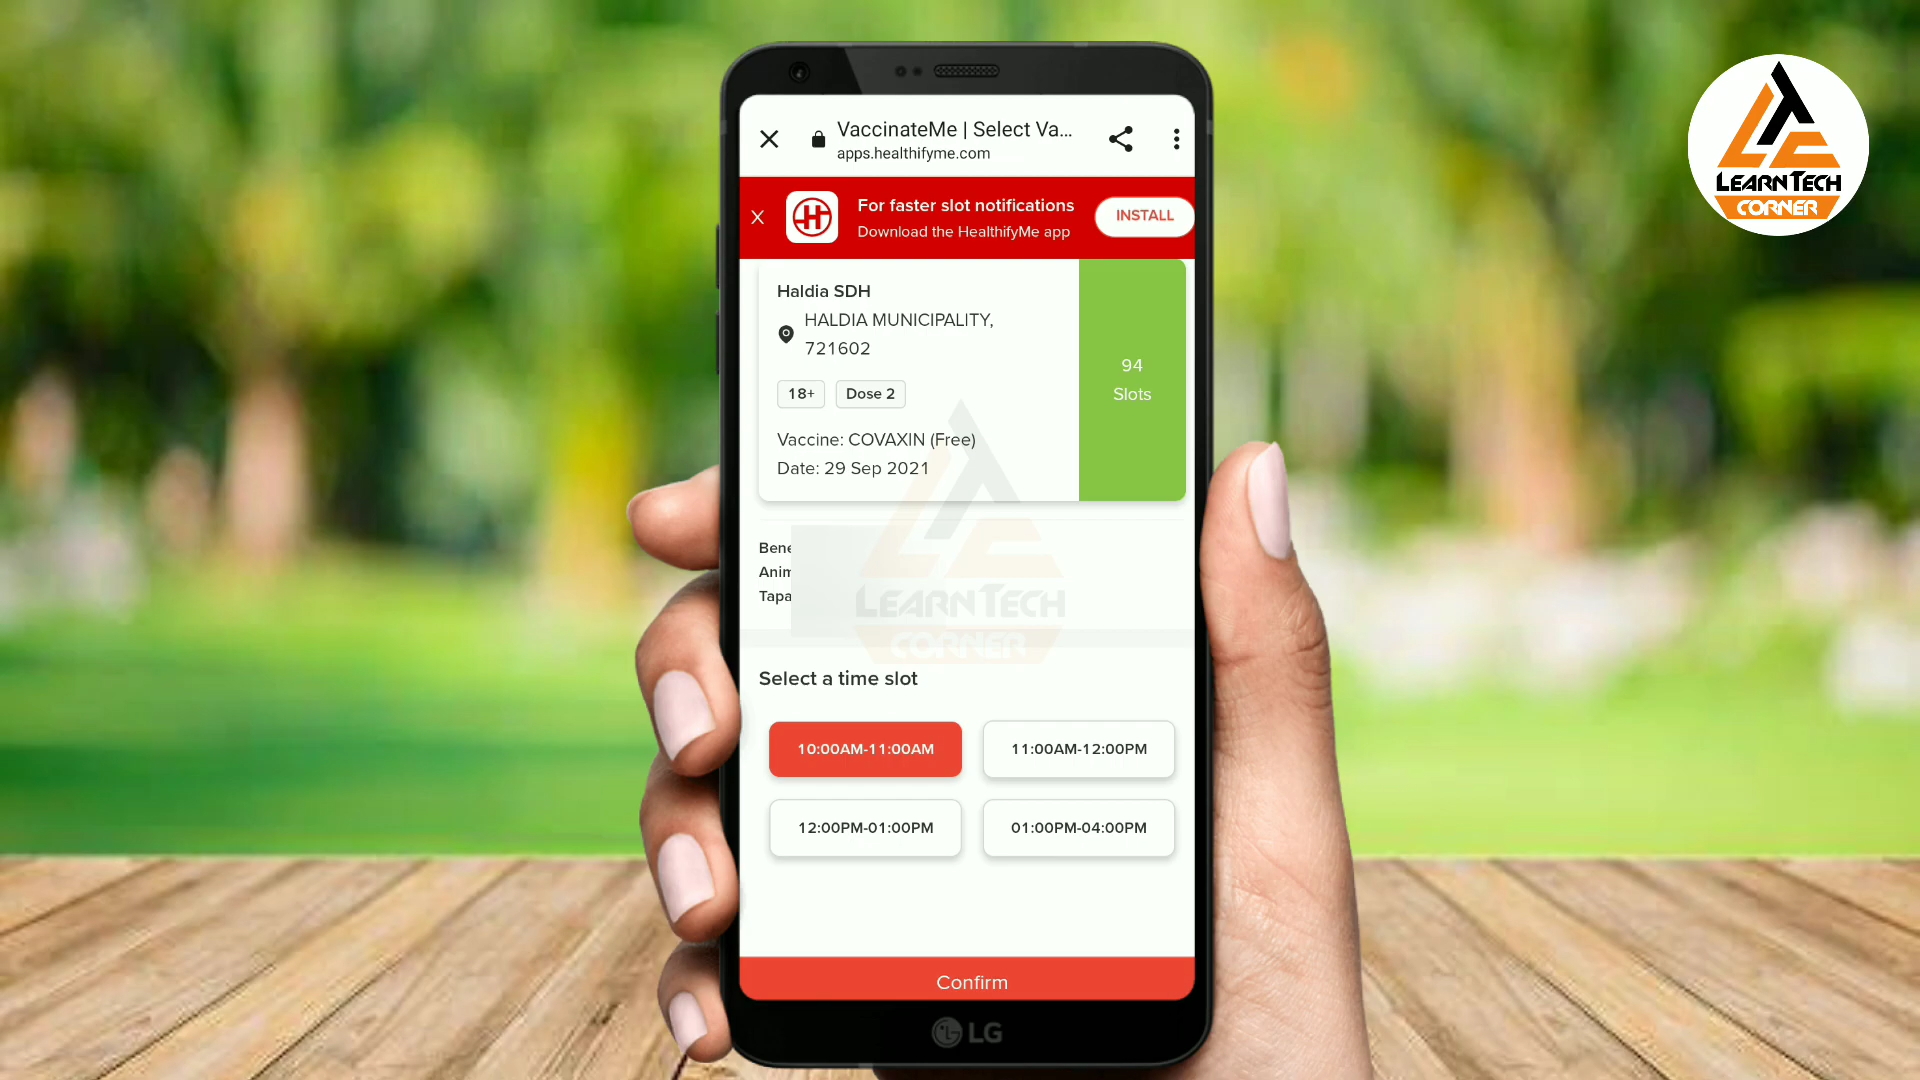 VaccinateMe | Select Va...
apps.healthifyme.com
X
For faster slot notifications
Download the HealthifyMe app
INSTALL
Haldia SDH
HALDIA MUNICIPALITY,
721602
18+
Dose 2
Vaccine: COVAXIN (Free)
Date: 29 Sep 2021
94
Slots
Bene
Anim
Tapa
LEARN TECH
CORNER
Select a time slot
10:00AM-11:00AM
11:00AM-12:00PM
12:00PM-01:00PM
01:00PM-04:00PM
Confirm
LG
LEARN TECH
CORNER